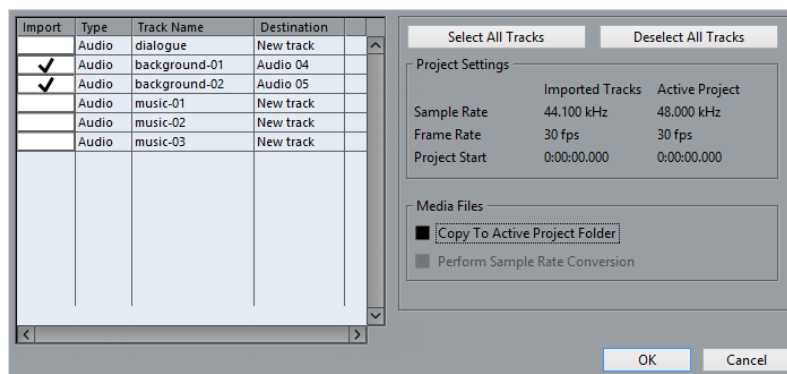 Import Type Track Name Destination
Audio dialogue New track
Audio background-01 Audio 04
Audio background-02 Audio 05
Audio music-01 New track
Audio music-02 New track
Audio music-03 New track
Select All Tracks Deselect All Tracks
Project Settings
Imported Tracks Active Project
Sample Rate 44.100 kHz 48.000 kHz
Frame Rate 30 fps 30 fps
Project Start 0:00:00.000 0:00:00.000
Media Files
Copy To Active Project Folder
Perform Sample Rate Conversion
OK Cancel